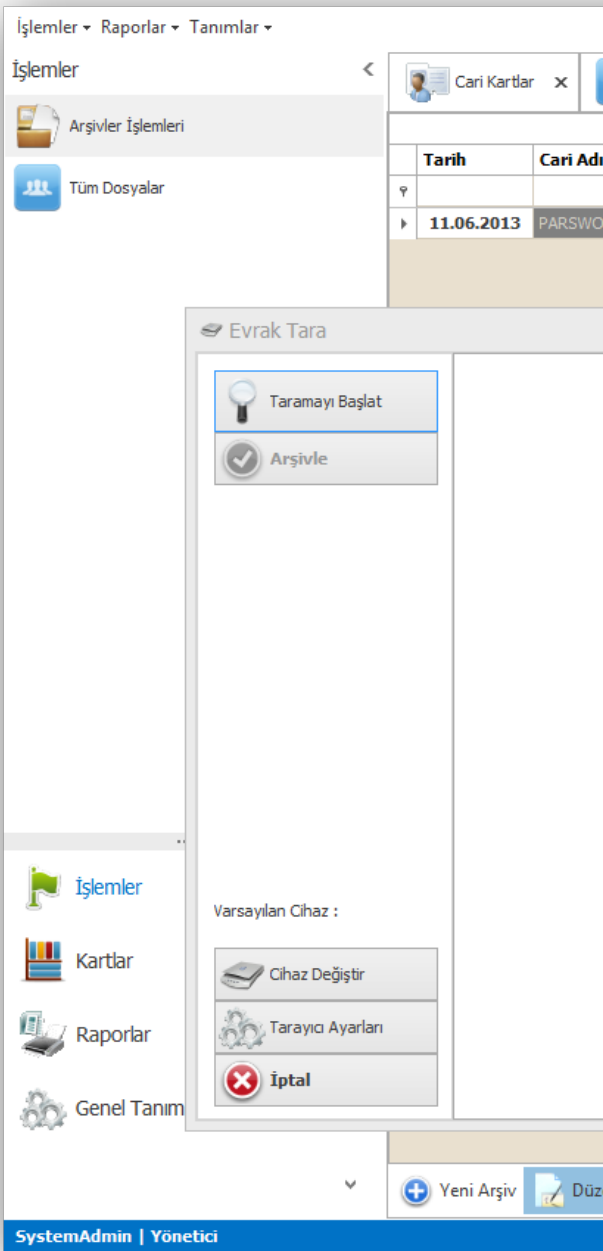 İşlemler Raporlar Tanımlar
İşlemler
Arşivler İşlemleri
Tüm Dosyalar
Cari Kartlar
Tarih Cari
11.06.2013
Evrak Tara
Taramayı Başlat
Arşivle
Varsayılan Cihaz :
Cihaz Değiştir
Tarayıcı Ayarları
İptal
İşlemler
Kartlar
Raporlar
Genel Tanım
Yeni Arşiv
SystemAdmin | Yönetici